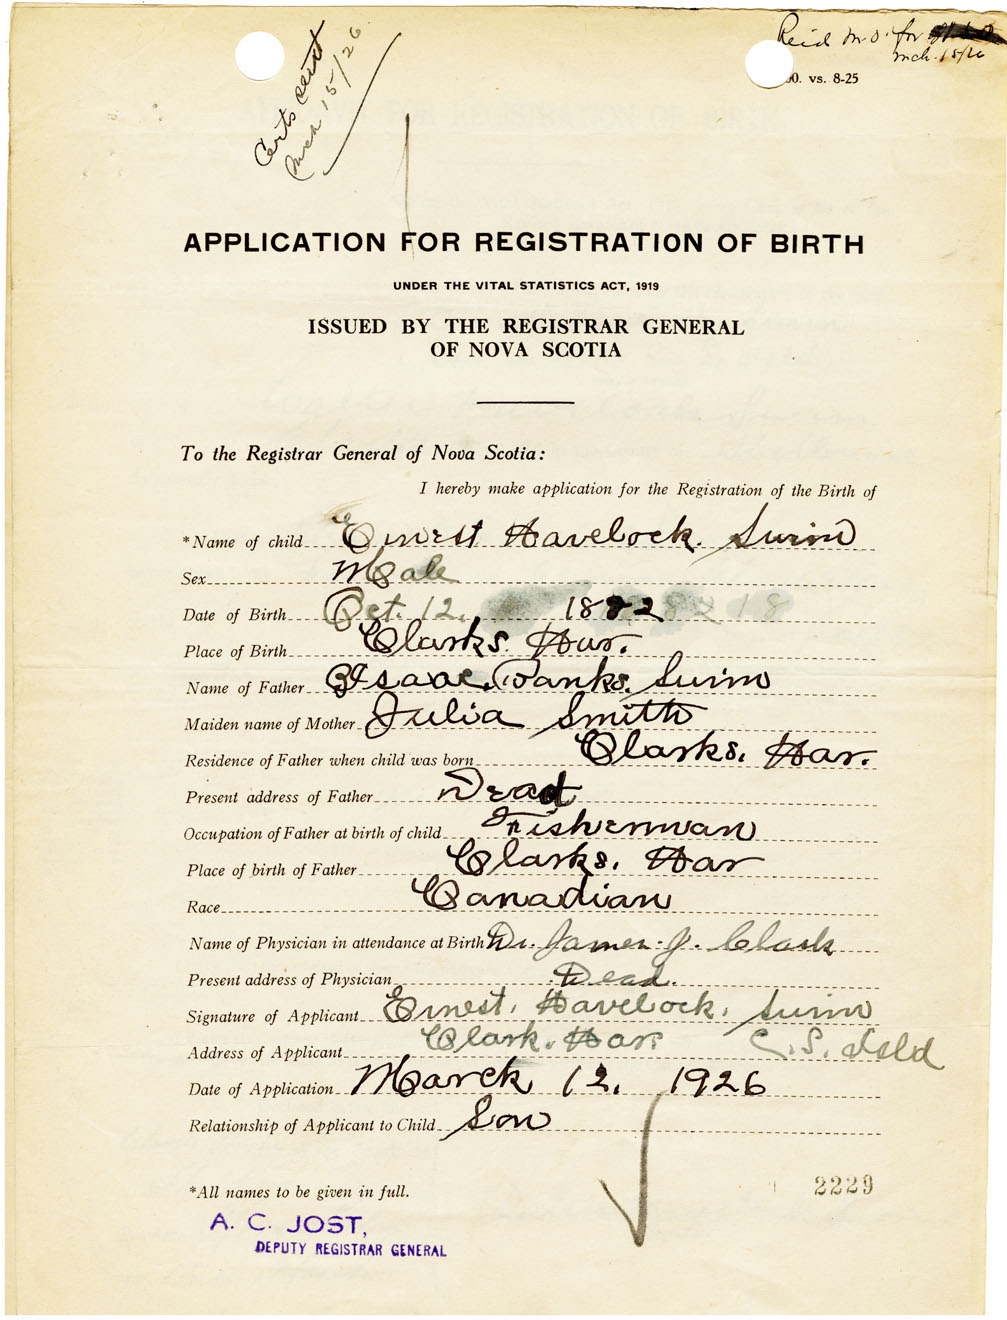 Certs sent
Mch 15/26
Reid M.O. for
Mch. 15/26
00. vs. 8-25
APPLICATION FOR REGISTRATION OF BIRTH
UNDER THE VITAL STATISTICS ACT, 1919
ISSUED BY THE REGISTRAR GENERAL
OF NOVA SCOTIA
To the Registrar General of Nova Scotia:
I hereby make application for the Registration of the Birth of
*Name of child Ernest Havelock. Swim
Sex Male
Date of Birth Oct. 12, 1882
Place of Birth Clarks. Har.
Name of Father Isaac. Banks. Swim
Maiden name of Mother Julia Smith
Residence of Father when child was born Clarks. Har.
Present address of Father Dead
Occupation of Father at birth of child Fisherman
Place of birth of Father Clarks. Har
Race Canadian
Name of Physician in attendance at Birth Dr. James. J. Clark
Present address of Physician Dead.
Signature of Applicant Ernest. Havelock. Swim
Address of Applicant Clark. Har. C. S. Isld
Date of Application March 12, 1926
Relationship of Applicant to Child Son
*All names to be given in full.
2229
A. C. JOST,
DEPUTY REGISTRAR GENERAL